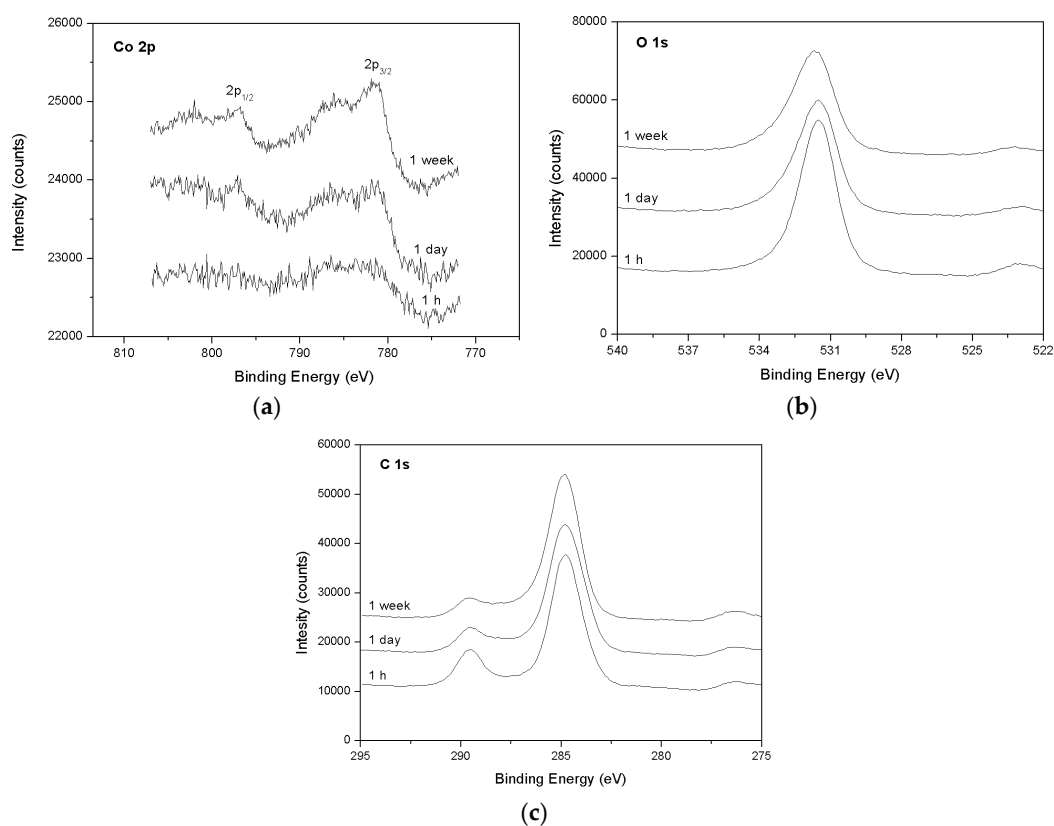 26000
Co 2p
2p3/2
2p1/2
25000
24000
23000
22000
1 week
1 day
1 h
810
800
790
780
770
Intensity (counts)
Binding Energy (eV)
(a)
80000
O 1s
60000
40000
20000
0
1 week
1 day
1 h
540
537
534
531
528
525
522
Intensity (counts)
Binding Energy (eV)
(b)
60000
C 1s
50000
40000
30000
20000
10000
0
1 week
1 day
1 h
295
290
285
280
275
Intesity (counts)
Binding Energy (eV)
(c)